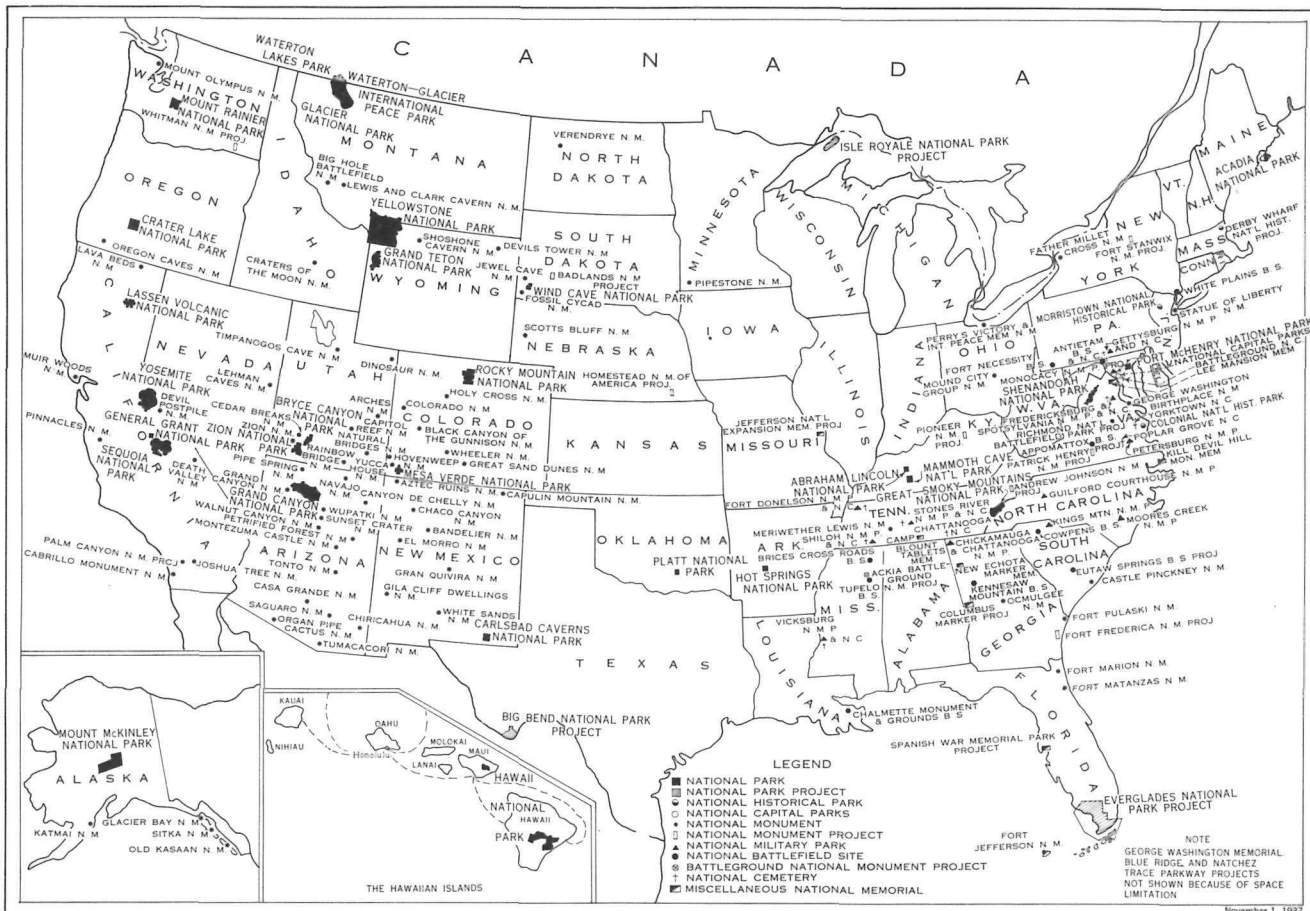 C A N A D A
WATERTON
LAKES PARK
WATERTON—GLACIER
INTERNATIONAL
PEACE PARK
GLACIER
NATIONAL PARK
MOUNT OLYMPUS N. M.
WASHINGTON
MOUNT RAINIER
NATIONAL
PARK
WHITMAN N. M. PROJ.
MONTANA
BIG HOLE
BATTLEFIELD
N. M.
LEWIS AND CLARK CAVERN N. M.
IDAHO
OREGON
CRATER LAKE
NATIONAL PARK
OREGON CAVES N. M.
LAVA BEDS
N. M.
CRATERS OF
THE MOON N. M.
YELLOWSTONE
NATIONAL PARK
SHOSHONE
CAVERN N. M.
GRAND TETON
NATIONAL PARK
WYOMING
DEVILS TOWER N. M.
JEWEL CAVE
N. M.
BADLANDS N M
PROJECT
WIND CAVE NATIONAL PARK
FOSSIL CYCAD
N. M.
VERENDRYE N. M.
NORTH
DAKOTA
SOUTH
DAKOTA
SCOTTS BLUFF N. M.
NEBRASKA
HOMESTEAD N. M. OF
AMERICA PROJ.
MINNESOTA
PIPESTONE N. M.
IOWA
WISCONSIN
MICHIGAN
ISLE ROYALE NATIONAL PARK
PROJECT
ILLINOIS
INDIANA
OHIO
PERRY'S VICTORY &
INT. PEACE MEM N M
MOUND CITY
GROUP N M
MAINE
ACADIA
NATIONAL PARK
VT.
N.H.
MASS
CONN
DERBY WHARF
NAT'L HIST.
PROJ.
NEW
YORK
FATHER MILLET
CROSS N. M.
FORT STANWIX
N. M. PROJ
WHITE PLAINS B. S.
STATUE OF LIBERTY
N. M.
MORRISTOWN NATIONAL
HISTORICAL PARK
PA.
N.J.
GETTYSBURG N M P
AND N C
ANTIETAM
B. S.
& N C
FORT NECESSITY
B. S.
MONOCACY N M P PROJ
FORT MCHENRY NATIONAL PARK
NATIONAL CAPITAL PARKS
BATTLEGROUND N. C.
LEE MANSION MEM
SHENANDOAH
NATIONAL PARK
W. VA.
GEORGE WASHINGTON
BIRTHPLACE N M
FREDERICKSBURG &
SPOTSYLVANIA N P & N C
YORKTOWN N C
COLONIAL NAT'L HIST. PARK
RICHMOND NAT'L
BATTLEFIELD PARK PROJ
APPOMATTOX B. S.
POPLAR GROVE N C
PATRICK HENRY
N M PROJ
PETERSBURG N. M. P.
KILL DEVIL HILL
MON. MEM
PIONEER
N M
PROJ
KY.
LASSEN VOLCANIC
NATIONAL PARK
CALIFORNIA
NEVADA
UTAH
TIMPANOGOS CAVE N. M.
LEHMAN
CAVES N M
DINOSAUR N. M.
MUIR WOODS
N M
YOSEMITE
NATIONAL
PARK
DEVIL
POSTPILE
N. M.
PINNACLES N. M.
GENERAL GRANT
NATIONAL PARK
SEQUOIA
NATIONAL
PARK
DEATH
VALLEY
N M
CEDAR BREAKS
N. M.
ZION
N. M.
ZION NATIONAL
PARK
BRYCE CANYON
NATIONAL
PARK
ARCHES
N M
CAPITOL
REEF N M
NATURAL
BRIDGES N M
RAINBOW
BRIDGE
N. M.
PIPE SPRING
N M
YUCCA
HOUSE
N. M.
HOVENWEEP
N. M.
GRAND
CANYON N M
GRAND CANYON
NATIONAL PARK
NAVAJO
N. M.
CANYON DE CHELLY N. M.
WUPATKI N M
WALNUT CANYON N. M.
SUNSET CRATER
N. M.
PETRIFIED FOREST N M
MONTEZUMA CASTLE N. M
ARIZONA
TONTO N. M
PALM CANYON N. M. PROJ
JOSHUA TREE N. M.
CABRILLO MONUMENT N. M.
CASA GRANDE N. M
SAGUARO N. M
ORGAN PIPE
CACTUS N. M
CHIRICAHUA N. M
TUMACACORI N. M.
ROCKY MOUNTAIN
NATIONAL PARK
HOLY CROSS N. M.
COLORADO N. M
COLORADO
BLACK CANYON OF
THE GUNNISON N. M.
WHEELER N. M.
GREAT SAND DUNES N. M
MESA VERDE NATIONAL PARK
AZTEC RUINS N. M
CAPULIN MOUNTAIN N. M.
CHACO CANYON
N. M
BANDELIER N. M
EL MORRO N M
NEW MEXICO
GRAN QUIVIRA N. M
GILA CLIFF DWELLINGS
N M
WHITE SANDS
N M
CARLSBAD CAVERNS
NATIONAL PARK
KANSAS
MISSOURI
JEFFERSON NAT'L
EXPANSION MEM. PROJ
OKLAHOMA
PLATT NATIONAL
PARK
HOT SPRINGS
NATIONAL PARK
ARK.
TEXAS
BIG BEND NATIONAL PARK
PROJECT
ABRAHAM LINCOLN
NATIONAL PARK
MAMMOTH CAVE
NAT'L PARK
GREAT SMOKY MOUNTAINS
NATIONAL PARK
FORT DONELSON N M P
& N C
TENN.
STONES RIVER
N M P & N C
ANDREW JOHNSON N M
PROJ
GUILFORD COURTHOUSE
N M P
NORTH CAROLINA
MERIWETHER LEWIS N. M
SHILOH N M P
& N C
CHATTANOOGA
N C
CAMP
BLOUNT
TABLETS
CHICKAMAUGA
& CHATTANOOGA
N M P
KINGS MTN. N M P
COWPENS B. S.
MOORES CREEK
N M P
BRICES CROSS ROADS
B. S
ACKIA BATTLE-
GROUND
N. M. PROJ
TUPELO
B. S.
NEW ECHOTA
MARKER
MEM.
KENNESAW
MOUNTAIN B S
OCMULGEE
N M
COLUMBUS
MARKER PROJ
SOUTH
CAROLINA
EUTAW SPRINGS B S PROJ
CASTLE PINCKNEY N. M
MISS.
ALABAMA
GEORGIA
VICKSBURG
N M P
& N C
LOUISIANA
FORT PULASKI N M.
FORT FREDERICA N. M. PROJ
FORT MARION N. M.
FORT MATANZAS N M.
CHALMETTE MONUMENT
& GROUNDS B S
SPANISH WAR MEMORIAL PARK
PROJECT
FLORIDA
EVERGLADES NATIONAL
PARK PROJECT
FORT
JEFFERSON N M.
MOUNT McKINLEY
NATIONAL PARK
ALASKA
KATMAI N M
GLACIER BAY N M
SITKA N M
OLD KASAAN N M
KAUAI
NIHIAU
OAHU
Honolulu
MOLOKAI
LANAI
MAUI
HAWAII
NATIONAL
HAWAII
PARK
THE HAWAIIAN ISLANDS
LEGEND
NATIONAL PARK
NATIONAL PARK PROJECT
NATIONAL HISTORICAL PARK
NATIONAL CAPITAL PARKS
NATIONAL MONUMENT
NATIONAL MONUMENT PROJECT
NATIONAL MILITARY PARK
NATIONAL BATTLEFIELD SITE
BATTLEGROUND NATIONAL MONUMENT PROJECT
NATIONAL CEMETERY
MISCELLANEOUS NATIONAL MEMORIAL
NOTE
GEORGE WASHINGTON MEMORIAL
BLUE RIDGE, AND NATCHEZ
TRACE PARKWAY PROJECTS
NOT SHOWN BECAUSE OF SPACE
LIMITATION
November 1, 1937